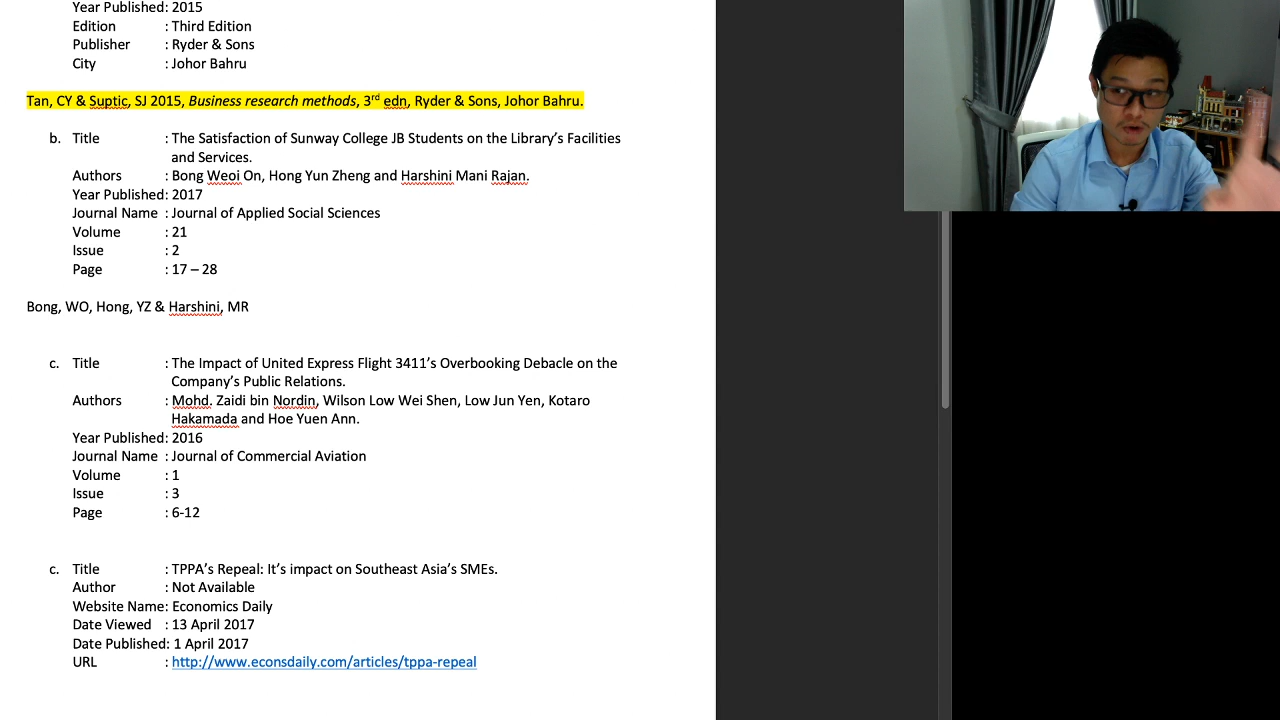 Year Published: 2015
Edition : Third Edition
Publisher : Ryder & Sons
City : Johor Bahru
Tan, CY & Suptic, SJ 2015, Business research methods, 3rd edn, Ryder & Sons, Johor Bahru.
b. Title : The Satisfaction of Sunway College JB Students on the Library's Facilities
and Services.
Authors : Bong Weoi On, Hong Yun Zheng and Harshini Mani Rajan.
Year Published: 2017
Journal Name : Journal of Applied Social Sciences
Volume : 21
Issue : 2
Page : 17 – 28
Bong, WO, Hong, YZ & Harshini, MR
c. Title : The Impact of United Express Flight 3411's Overbooking Debacle on the
Company's Public Relations.
Authors : Mohd. Zaidi bin Nordin, Wilson Low Wei Shen, Low Jun Yen, Kotaro
Hakamada and Hoe Yuen Ann.
Year Published: 2016
Journal Name : Journal of Commercial Aviation
Volume : 1
Issue : 3
Page : 6-12
c. Title : TPPA's Repeal: It's impact on Southeast Asia's SMEs.
Author : Not Available
Website Name: Economics Daily
Date Viewed : 13 April 2017
Date Published: 1 April 2017
URL : http://www.econsdaily.com/articles/tppa-repeal